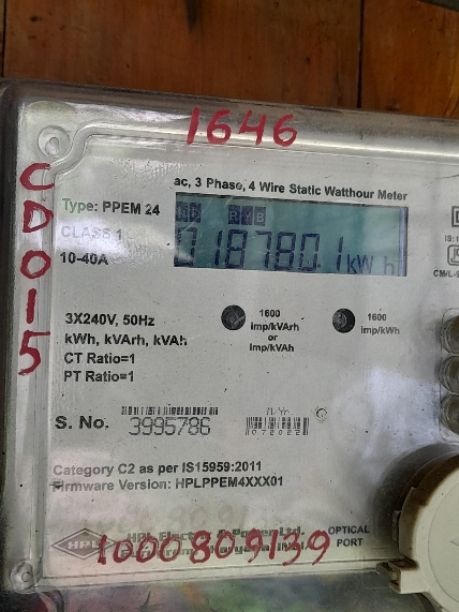 1646
CD015
ac, 3 Phase, 4 Wire Static Watthour Meter
Type: PPEM 24
R Y B
CLASS 1
018780.1 kWh
10-40A
3X240V, 50Hz
kWh, kVArh, kVAh
CT Ratio=1
PT Ratio=1
1600
imp/kVArh
or
imp/kVAh
1600
imp/kWh
S. No. 3995786
Category C2 as per IS15959:2011
Firmware Version: HPLPPEM4XXX01
HPL
1000809139
OPTICAL
PORT